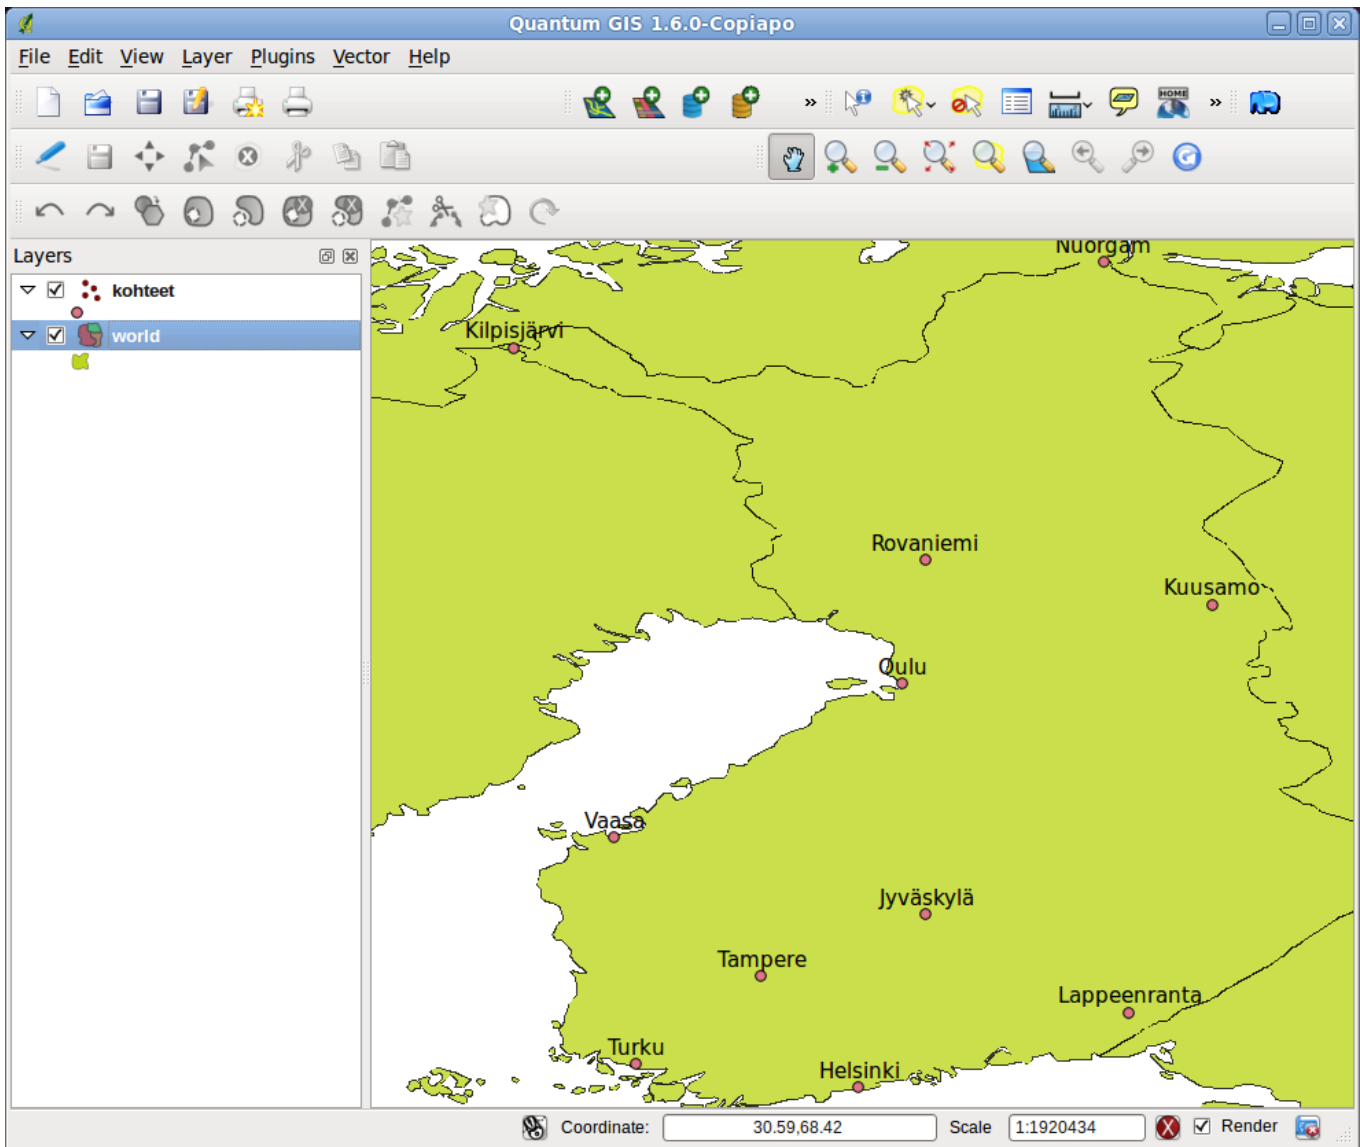 Quantum GIS 1.6.0-Copiapo
File Edit View Layer Plugins Vector Help
HOME
Layers
kohteet
world
Nuorgam
Kilpisjärvi
Rovaniemi
Kuusamo
Oulu
Vaasa
Jyväskylä
Tampere
Lappeenranta
Turku
Helsinki
Coordinate: 30.59,68.42 Scale 1:1920434 Render